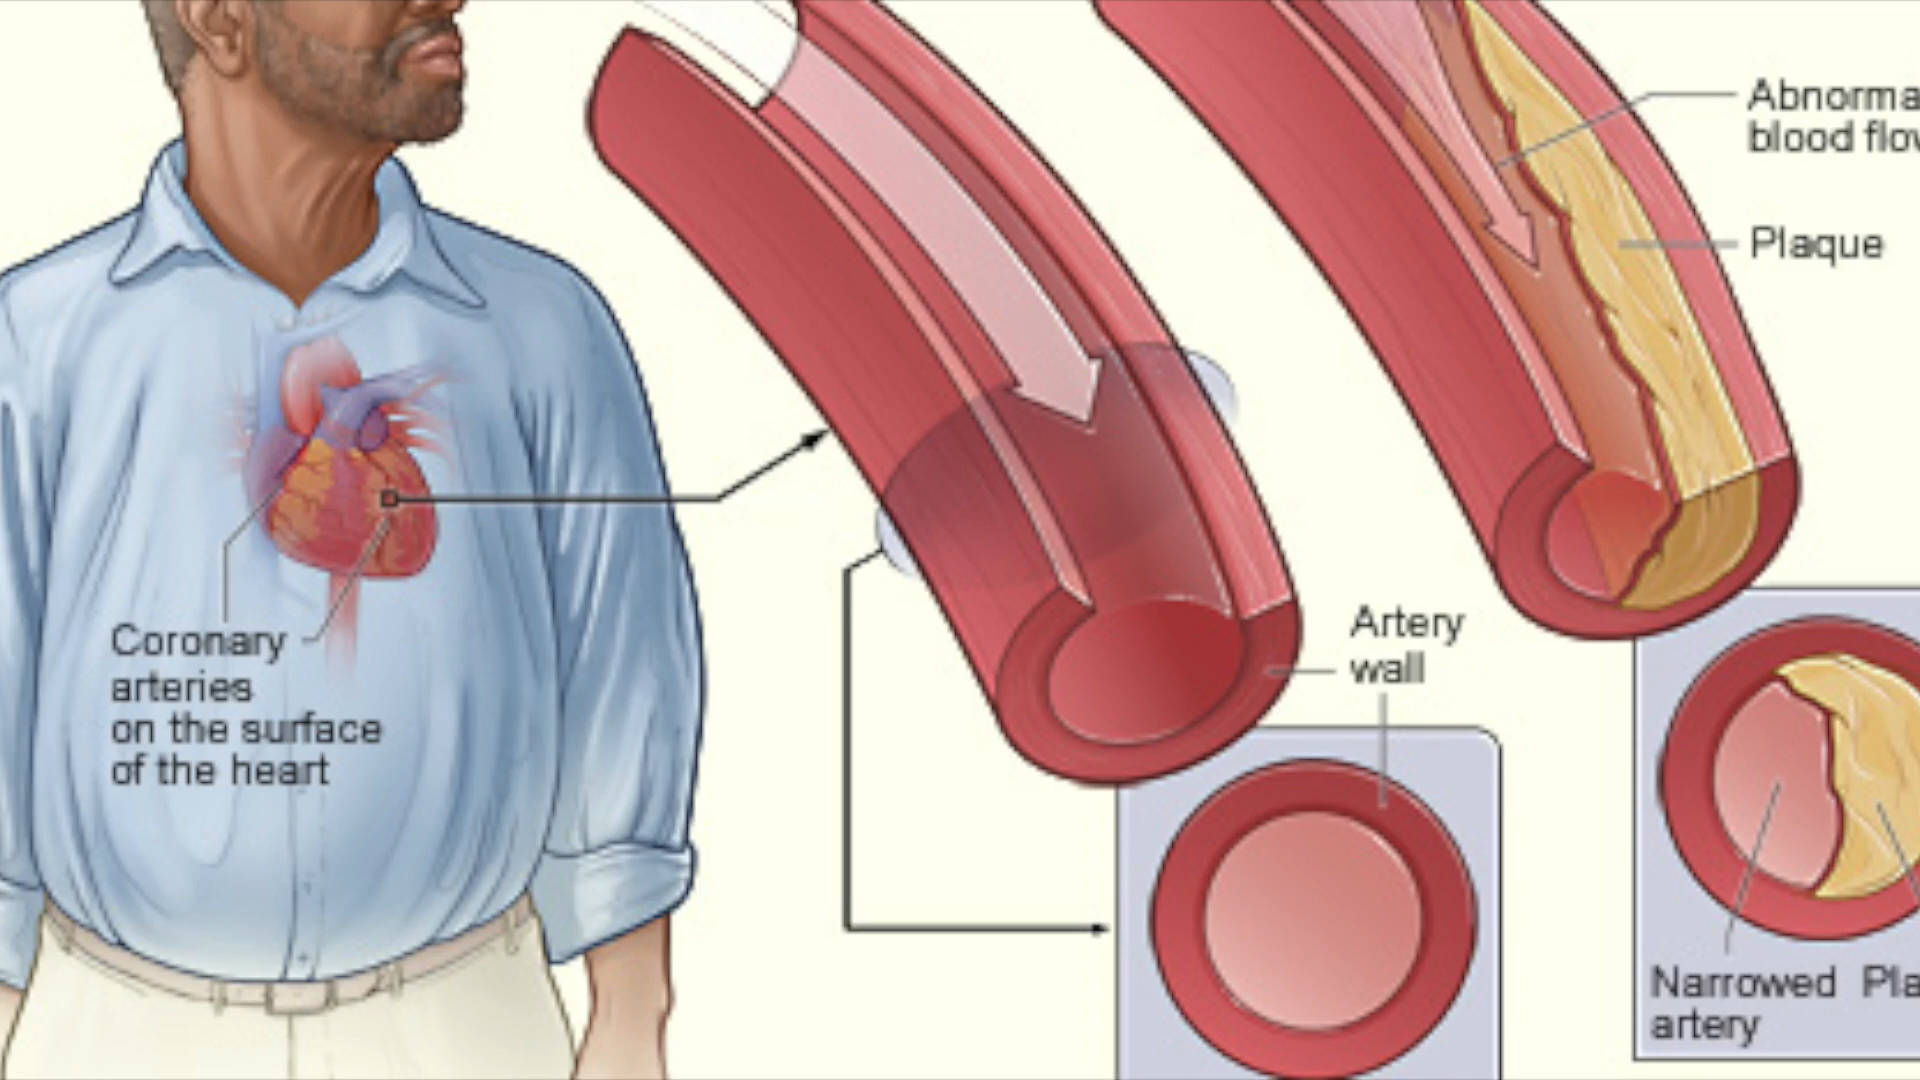 Abnorma
blood flov
Plaque
Artery
wall
Coronary
arteries
on the surface
of the heart
Narrowed Pla
artery